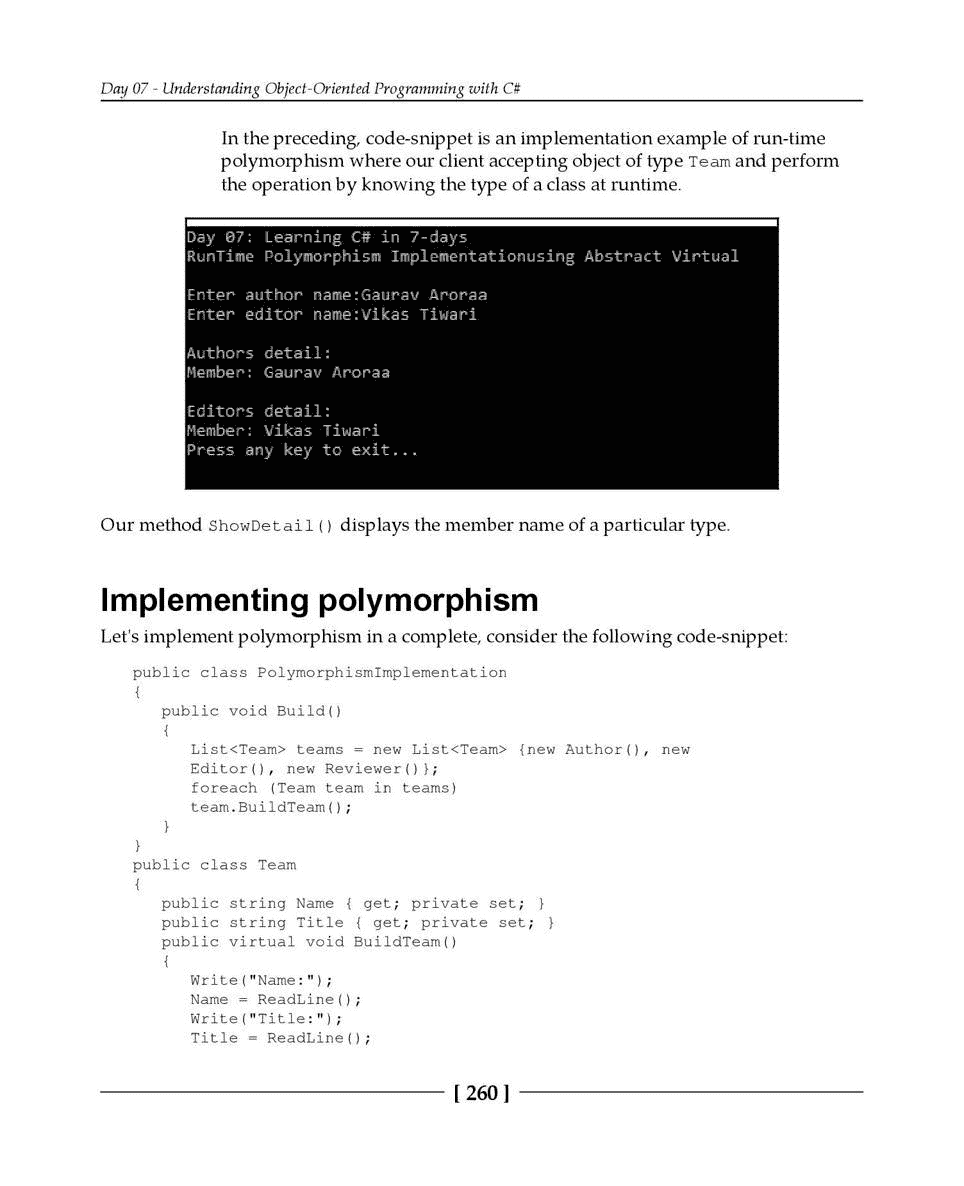 Day 07 - Understanding Object-Oriented Programming with C#
In the preceding, code-snippet is an implementation example of run-time
polymorphism where our client accepting object of type Team and perform
the operation by knowing the type of a class at runtime.
Day 07: Learning C# in 7-days
RunTime Polymorphism Implementationusing Abstract Virtual
Enter author name:Gaurav Aroraa
Enter editor name:Vikas Tiwari
Authors detail:
Member: Gaurav Aroraa
Editors detail:
Member: Vikas Tiwari
Press any key to exit...
Our method ShowDetail() displays the member name of a particular type.
Implementing polymorphism
Let's implement polymorphism in a complete, consider the following code-snippet:
public class PolymorphismImplementation
{
public void Build()
{
List<Team> teams = new List<Team> {new Author(), new
Editor(), new Reviewer()};
foreach (Team team in teams)
team.BuildTeam();
}
}
public class Team
{
public string Name { get; private set; }
public string Title { get; private set; }
public virtual void BuildTeam()
{
Write("Name:");
Name = ReadLine();
Write("Title:");
Title = ReadLine();
[ 260 ]